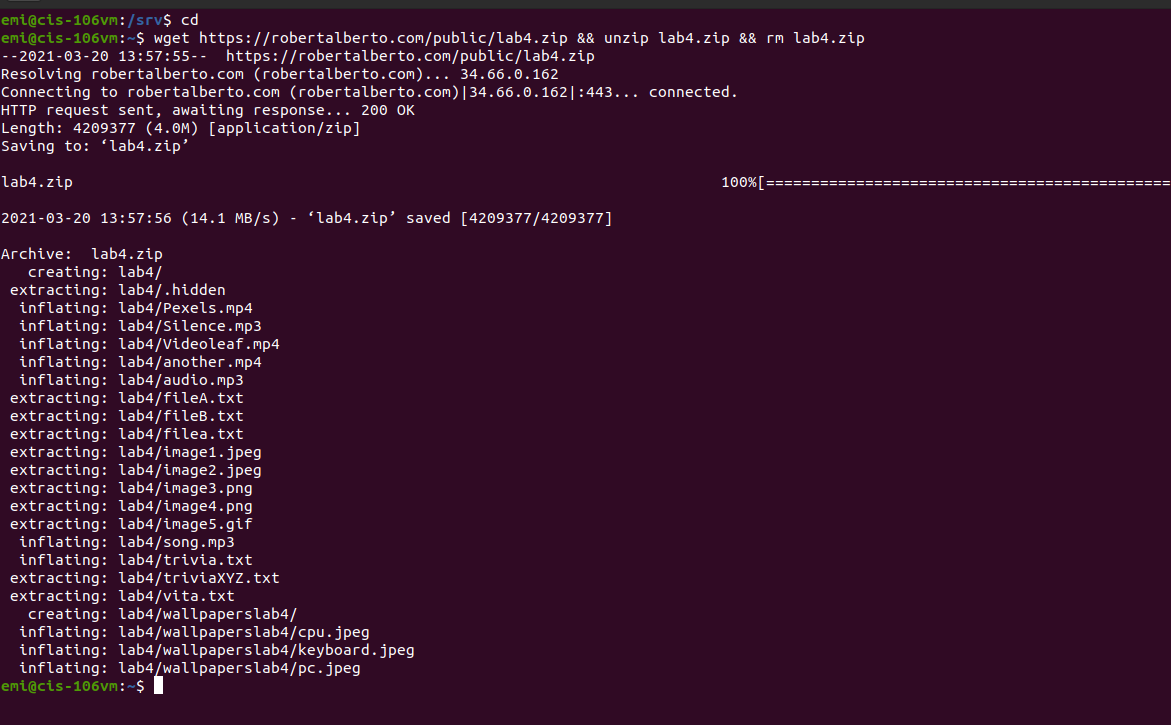 emi@cis-106vm:/srv$ cd
emi@cis-106vm:~$ wget https://robertalberto.com/public/lab4.zip && unzip lab4.zip && rm lab4.zip
--2021-03-20 13:57:55--  https://robertalberto.com/public/lab4.zip
Resolving robertalberto.com (robertalberto.com)... 34.66.0.162
Connecting to robertalberto.com (robertalberto.com)|34.66.0.162|:443... connected.
HTTP request sent, awaiting response... 200 OK
Length: 4209377 (4.0M) [application/zip]
Saving to: ‘lab4.zip’
lab4.zip 100%[=============================================
2021-03-20 13:57:56 (14.1 MB/s) - ‘lab4.zip’ saved [4209377/4209377]
Archive:  lab4.zip
   creating: lab4/
 extracting: lab4/.hidden
  inflating: lab4/Pexels.mp4
  inflating: lab4/Silence.mp3
  inflating: lab4/Videoleaf.mp4
  inflating: lab4/another.mp4
  inflating: lab4/audio.mp3
 extracting: lab4/fileA.txt
 extracting: lab4/fileB.txt
 extracting: lab4/filea.txt
 extracting: lab4/image1.jpeg
 extracting: lab4/image2.jpeg
 extracting: lab4/image3.png
 extracting: lab4/image4.png
 extracting: lab4/image5.gif
  inflating: lab4/song.mp3
  inflating: lab4/trivia.txt
 extracting: lab4/triviaXYZ.txt
 extracting: lab4/vita.txt
   creating: lab4/wallpaperslab4/
  inflating: lab4/wallpaperslab4/cpu.jpeg
  inflating: lab4/wallpaperslab4/keyboard.jpeg
  inflating: lab4/wallpaperslab4/pc.jpeg
emi@cis-106vm:~$